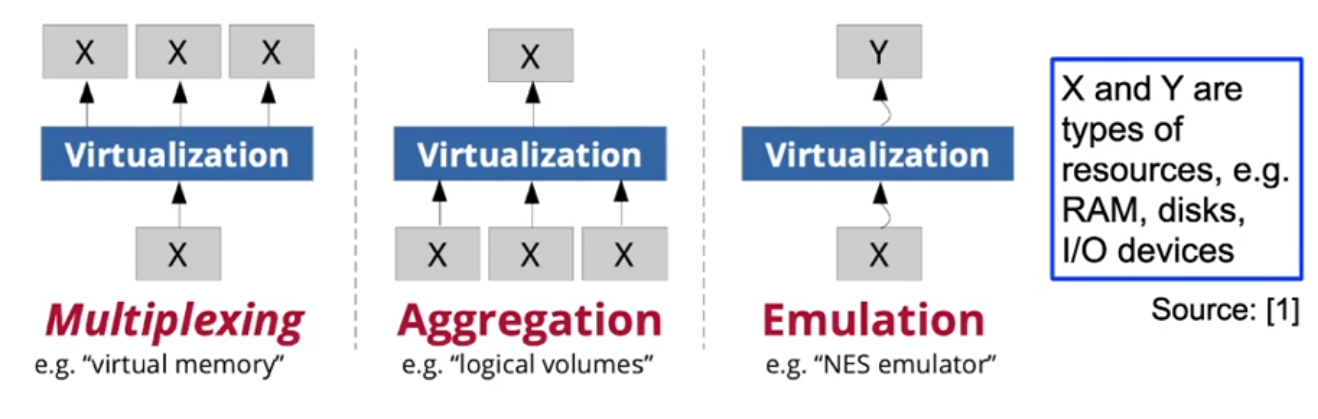 X X X
Virtualization
X
Multiplexing
e.g. “virtual memory”
X
Virtualization
X X X
Aggregation
e.g. “logical volumes”
Y
Virtualization
X
Emulation
e.g. “NES emulator”
X and Y are
types of
resources, e.g.
RAM, disks,
I/O devices
Source: [1]